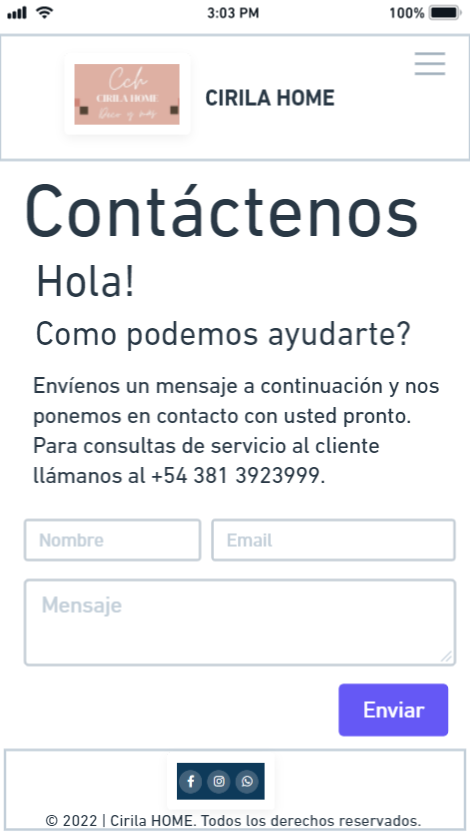 3:03 PM
100%
Cch
CIRILA HOME
Deco y más
CIRILA HOME
Contáctenos
Hola!
Como podemos ayudarte?
Envíenos un mensaje a continuación y nos
ponemos en contacto con usted pronto.
Para consultas de servicio al cliente
llámanos al +54 381 3923999.
Nombre
Email
Mensaje
Enviar
© 2022 | Cirila HOME. Todos los derechos reservados.